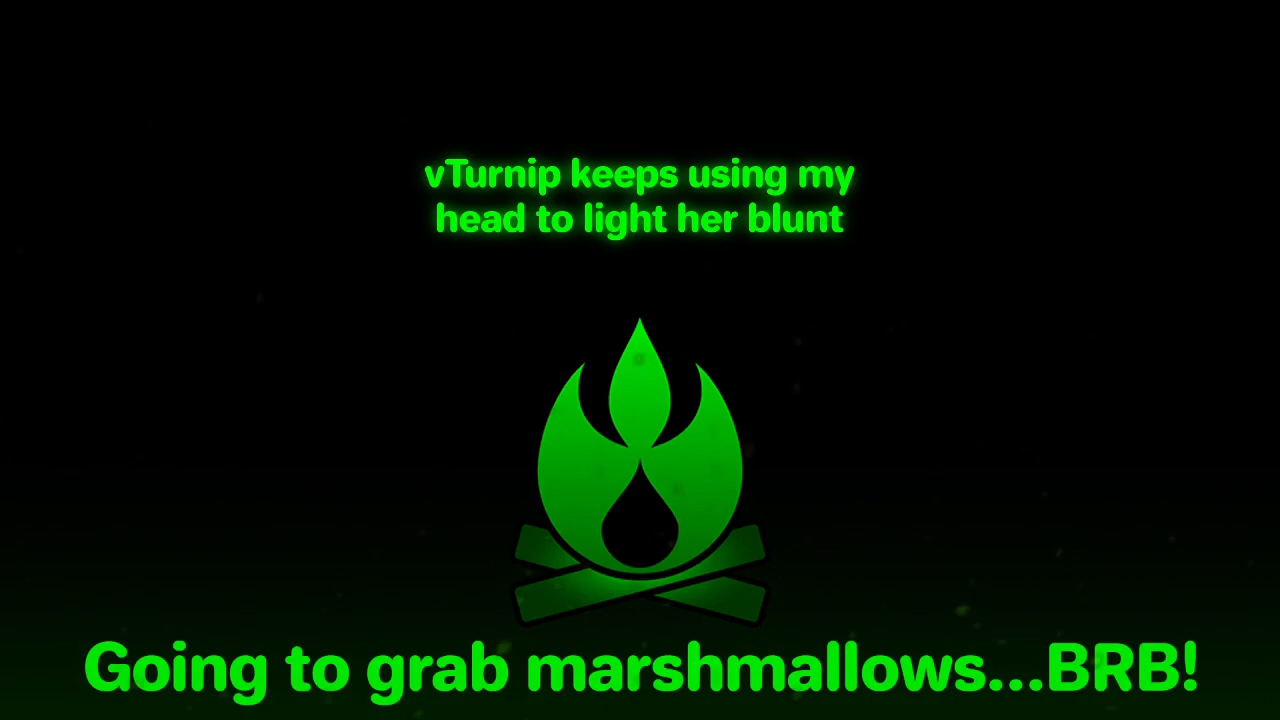 vTurnip keeps using my
head to light her blunt
Going to grab marshmallows...BRB!